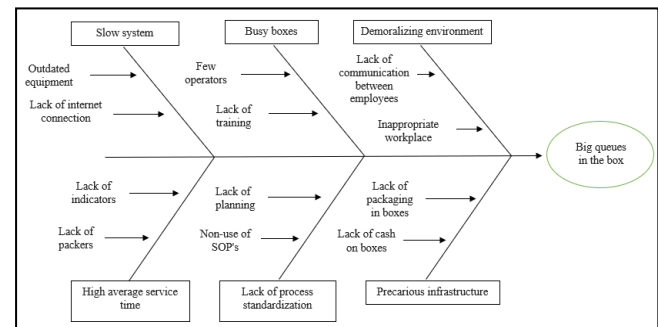 Slow system
Busy boxes
Demoralizing environment
Outdated
equipment
Lack of internet
connection
Few
operators
Lack of
training
Lack of
communication
between
employees
Inappropriate
workplace
Big queues
in the box
Lack of
indicators
Lack of
packers
Lack of
planning
Non-use of
SOP's
Lack of
packaging
in boxes
Lack of cash
on boxes
High average service
time
Lack of process
standardization
Precarious infrastructure